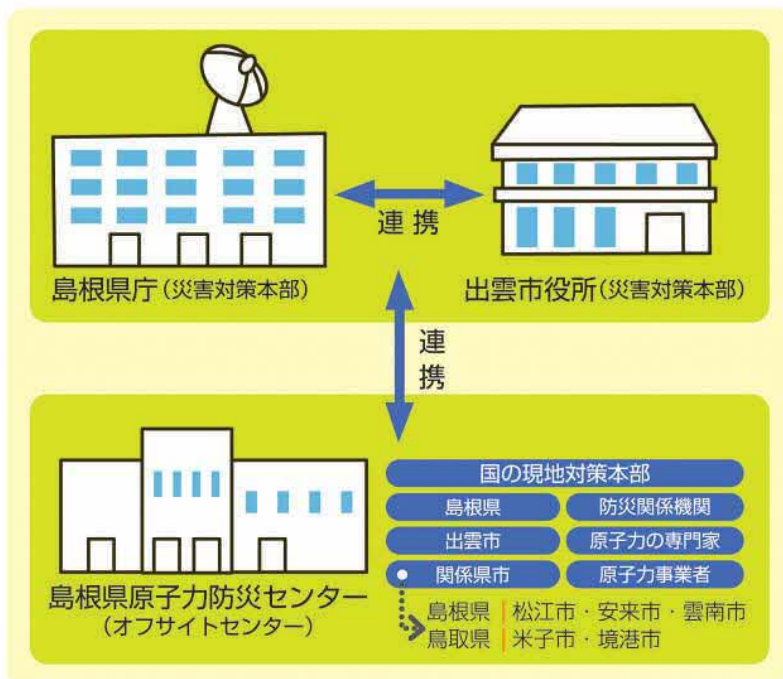 連携
島根県庁(災害対策本部)
出雲市役所(災害対策本部)
連携
国の現地対策本部
島根県
防災関係機関
出雲市
原子力の専門家
関係県市
原子力事業者
島根県原子力防災センター
(オフサイトセンター)
島根県|松江市・安来市・雲南市
鳥取県|米子市・境港市